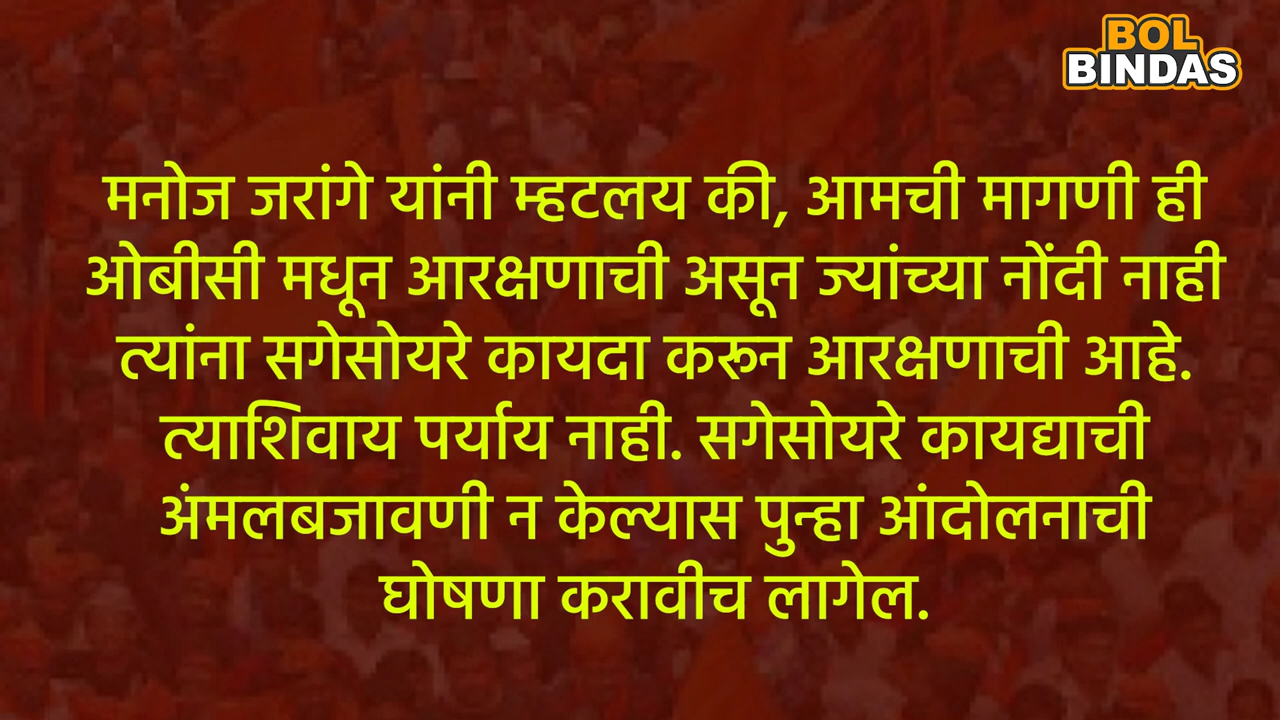 BOL
BINDAS
मनोज जरांगे यांनी म्हटलय की, आमची मागणी ही
ओबीसी मधून आरक्षणाची असून ज्यांच्या नोंदी नाही
त्यांना सगेसोयरे कायदा करून आरक्षणाची आहे.
त्याशिवाय पर्याय नाही. सगेसोयरे कायद्याची
अंमलबजावणी न केल्यास पुन्हा आंदोलनाची
घोषणा करावीच लागेल.